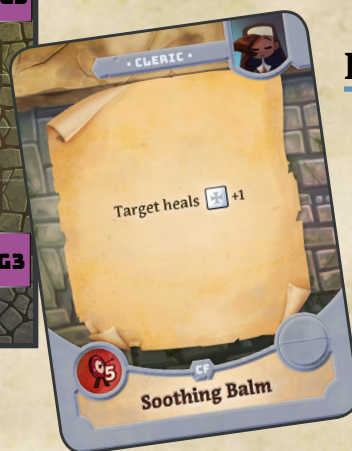 • CLERIC •
Target heals +1
G3
5
CF
Soothing Balm